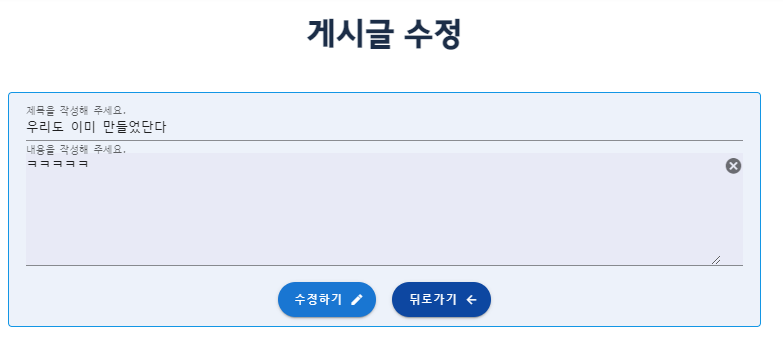 게시글 수정
제목을 작성해 주세요.
우리도 이미 만들었단다
내용을 작성해 주세요.
ㅋㅋㅋㅋㅋ
수정하기 뒤로가기